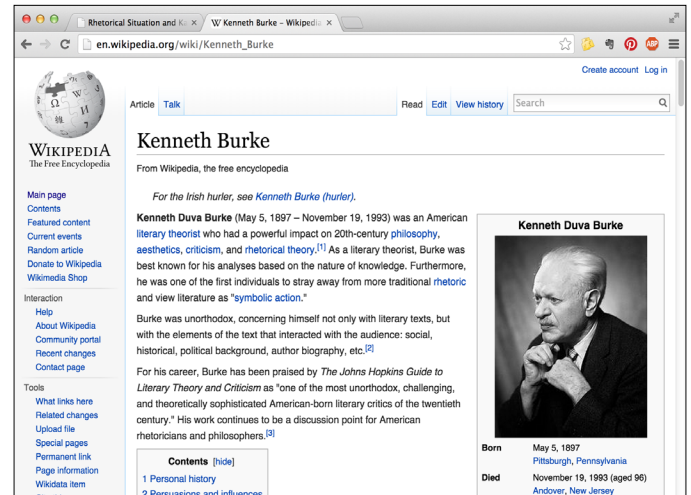 Rhetorical Situation and Ka
Kenneth Burke - Wikipedia
en.wikipedia.org/wiki/Kenneth_Burke
ABP
Create account Log in
Article Talk
Read Edit View history Search
WIKIPEDIA
The Free Encyclopedia
Main page
Contents
Featured content
Current events
Random article
Donate to Wikipedia
Wikimedia Shop
Interaction
Help
About Wikipedia
Community portal
Recent changes
Contact page
Tools
What links here
Related changes
Upload file
Special pages
Permanent link
Page information
Wikidata item
Kenneth Burke
From Wikipedia, the free encyclopedia
For the Irish hurler, see Kenneth Burke (hurler).
Kenneth Duva Burke (May 5, 1897 – November 19, 1993) was an American
literary theorist who had a powerful impact on 20th-century philosophy,
aesthetics, criticism, and rhetorical theory.[1] As a literary theorist, Burke was
best known for his analyses based on the nature of knowledge. Furthermore,
he was one of the first individuals to stray away from more traditional rhetoric
and view literature as "symbolic action."
Burke was unorthodox, concerning himself not only with literary texts, but also
with the elements of the text that interacted with the audience: social,
historical, political background, author biography, etc.[2]
For his career, Burke has been praised by The Johns Hopkins Guide to
Literary Theory and Criticism as "one of the most unorthodox, challenging,
and theoretically sophisticated American-born literary critics of the twentieth
century." His work continues to be a discussion point for American
rhetoricians and philosophers.[3]
Contents [hide]
1 Personal history
2 Persuasions and influences
Kenneth Duva Burke
Born May 5, 1897
Pittsburgh, Pennsylvania
Died November 19, 1993 (aged 96)
Andover, New Jersey